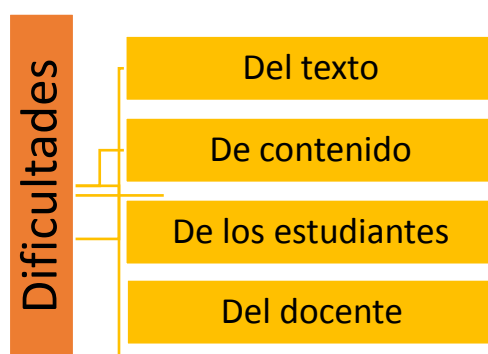 Dificultades
Del texto
De contenido
De los estudiantes
Del docente